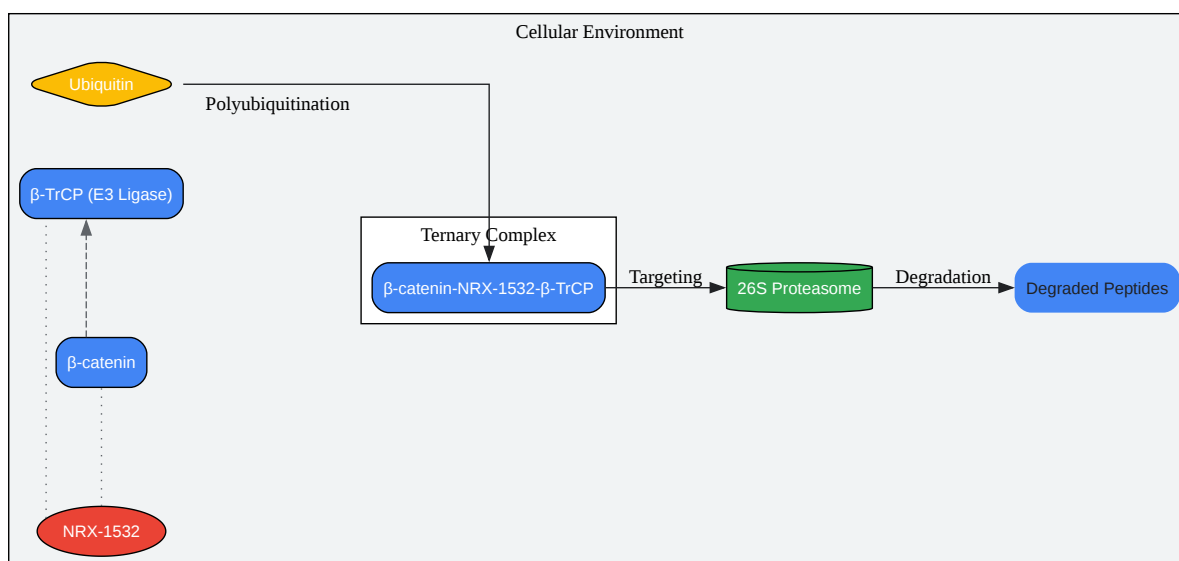 Cellular Environment
Ubiquitin
Polyubiquitination
β-TrCP (E3 Ligase)
Ternary Complex
β-catenin-NRX-1532-β-TrCP
Targeting
26S Proteasome
Degradation
Degraded Peptides
β-catenin
NRX-1532